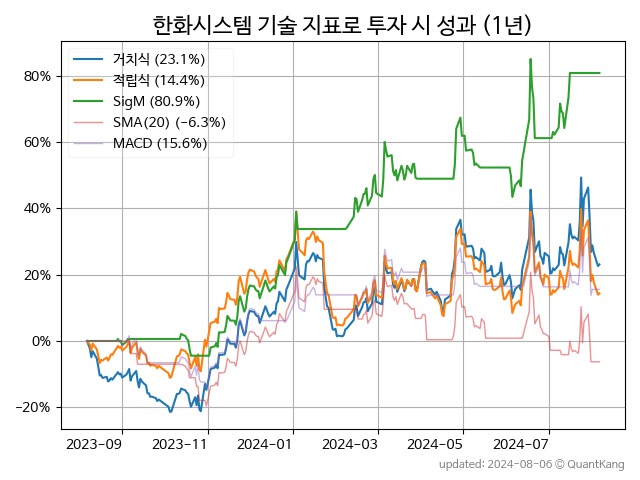 한화시스템 기술 지표로 투자 시 성과 (1년)
거치식 (23.1%)
적립식 (14.4%)
SigM (80.9%)
SMA(20) (−6.3%)
MACD (15.6%)
80%
60%
40%
20%
0%
−20%
2023-09
2023-11
2024-01
2024-03
2024-05
2024-07
updated: 2024-08-06 © QuantKang